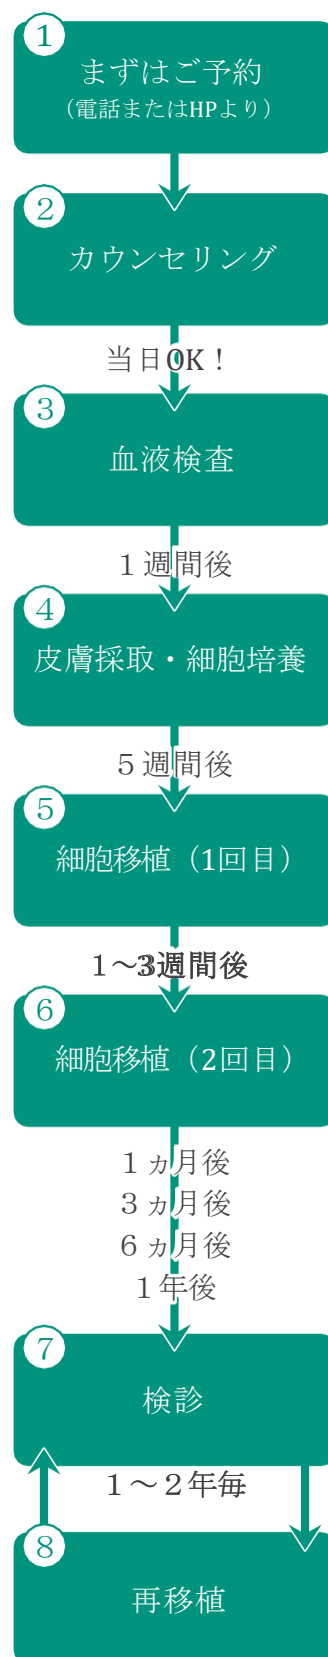 ①
まずはご予約
（電話またはHPより）
②
カウンセリング
当日OK！
③
血液検査
１週間後
④
皮膚採取・細胞培養
５週間後
⑤
細胞移植（1回目）
１～3週間後
⑥
細胞移植（2回目）
１ヵ月後
３ヵ月後
６ヵ月後
１年後
⑦
検診
１～２年毎
⑧
再移植